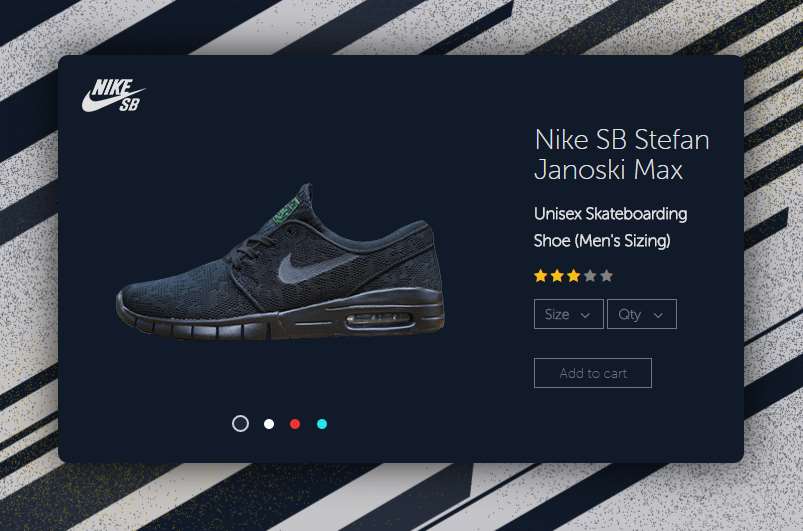 NIKE
SB
Nike SB Stefan
Janoski Max
Unisex Skateboarding
Shoe (Men's Sizing)
Size
Qty
Add to cart